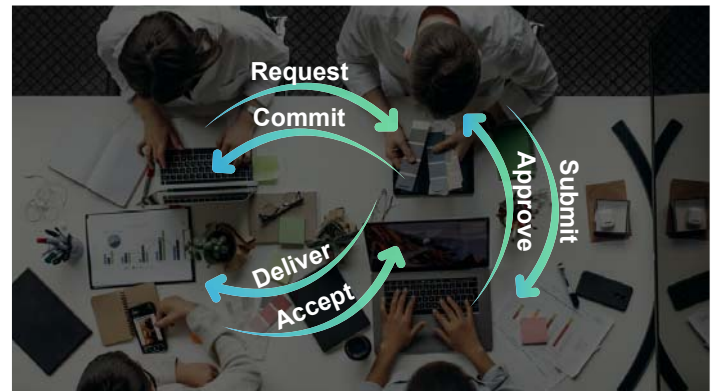 Request
Commit
Submit
Approve
Deliver
Accept